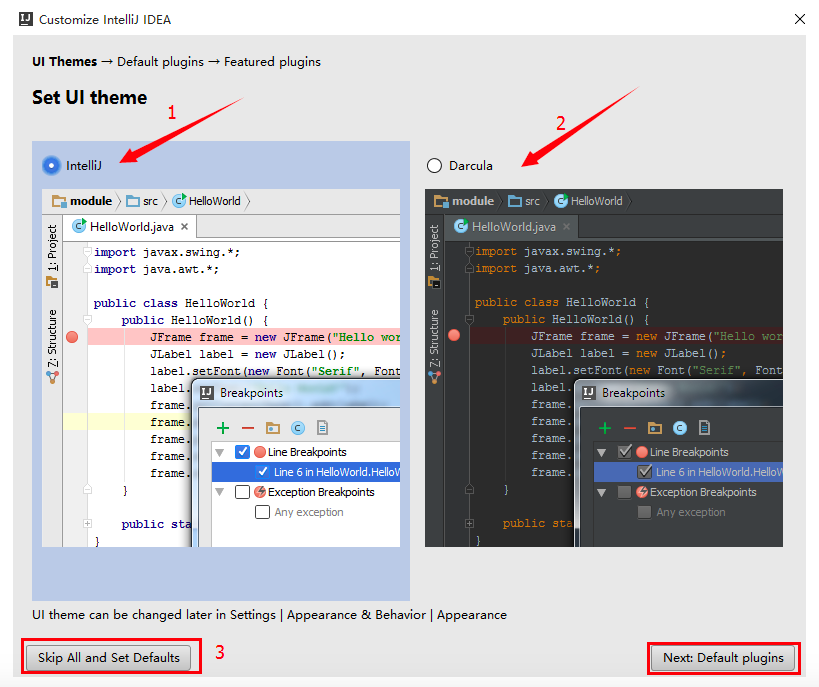 Customize IntelliJ IDEA
UI Themes → Default plugins → Featured plugins
Set UI theme
1
2
IntelliJ
module
src
HelloWorld
HelloWorld.java
1: Project
Z: Structure
import javax.swing.*;
import java.awt.*;
public class HelloWorld {
public HelloWorld() {
JFrame frame = new JFrame("Hello wor
JLabel label = new JLabel();
label.setFont(new Font("Serif", Font
label.
frame.
frame.
frame.
frame.
frame.
}
public sta
}
Breakpoints
Line Breakpoints
Line 6 in HelloWorld.HelloW
Exception Breakpoints
Any exception
Darcula
module
src
HelloWorld
HelloWorld.java
1: Project
Z: Structure
import javax.swing.*;
import java.awt.*;
public class HelloWorld {
public HelloWorld() {
JFrame frame = new JFrame("Hello wor
JLabel label = new JLabel();
label.setFont(new Font("Serif", Font
label.
frame.
frame.
frame.
frame.
frame.
}
public sta
}
Breakpoints
Line Breakpoints
Line 6 in HelloWorld.HelloW
Exception Breakpoints
Any exception
UI theme can be changed later in Settings | Appearance & Behavior | Appearance
Skip All and Set Defaults
3
Next: Default plugins